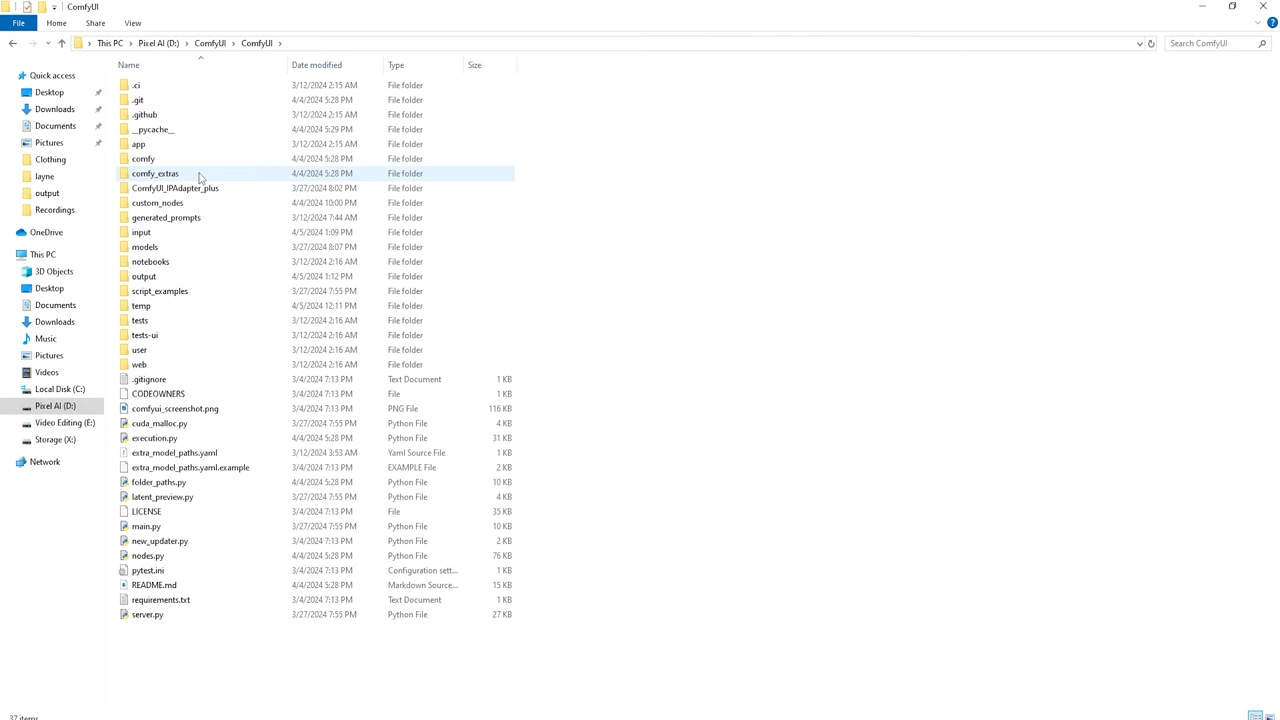 ComfyUI
File Home Share View
This PC Pixel AI (D:) ComfyUI ComfyUI Search ComfyUI
Name Date modified Type Size
Quick access
Desktop
Downloads
Documents
Pictures
Clothing
layne
output
Recordings
OneDrive
This PC
3D Objects
Desktop
Documents
Downloads
Music
Pictures
Videos
Local Disk (C:)
Pixel AI (D:)
Video Editing (E:)
Storage (X:)
Network
.ci 3/12/2024 2:15 AM File folder
.git 4/4/2024 5:28 PM File folder
.github 3/12/2024 2:15 AM File folder
__pycache__ 4/4/2024 5:29 PM File folder
app 3/12/2024 2:15 AM File folder
comfy 4/4/2024 5:28 PM File folder
comfy_extras 4/4/2024 5:28 PM File folder
ComfyUI_IPAdapter_plus 3/27/2024 8:02 PM File folder
custom_nodes 4/4/2024 10:00 PM File folder
generated_prompts 3/12/2024 7:44 AM File folder
input 4/5/2024 1:09 PM File folder
models 3/27/2024 8:07 PM File folder
notebooks 3/12/2024 2:16 AM File folder
output 4/5/2024 1:12 PM File folder
script_examples 3/27/2024 7:55 PM File folder
temp 4/5/2024 12:11 PM File folder
tests 3/12/2024 2:16 AM File folder
tests-ui 3/12/2024 2:16 AM File folder
user 3/12/2024 2:16 AM File folder
web 3/12/2024 2:16 AM File folder
.gitignore 3/4/2024 7:13 PM Text Document 1 KB
CODEOWNERS 3/4/2024 7:13 PM File 1 KB
comfyui_screenshot.png 3/4/2024 7:13 PM PNG File 116 KB
cuda_malloc.py 3/27/2024 7:55 PM Python File 4 KB
execution.py 4/4/2024 5:28 PM Python File 31 KB
extra_model_paths.yaml 3/12/2024 3:53 AM Yaml Source File 1 KB
extra_model_paths.yaml.example 3/4/2024 7:13 PM EXAMPLE File 2 KB
folder_paths.py 4/4/2024 5:28 PM Python File 10 KB
latent_preview.py 3/27/2024 7:55 PM Python File 4 KB
LICENSE 3/4/2024 7:13 PM File 35 KB
main.py 3/27/2024 7:55 PM Python File 10 KB
new_updater.py 3/4/2024 7:13 PM Python File 2 KB
nodes.py 4/4/2024 5:28 PM Python File 76 KB
pytest.ini 3/4/2024 7:13 PM Configuration sett... 1 KB
README.md 4/4/2024 5:28 PM Markdown Source... 15 KB
requirements.txt 3/4/2024 7:13 PM Text Document 1 KB
server.py 3/27/2024 7:55 PM Python File 27 KB
37 items